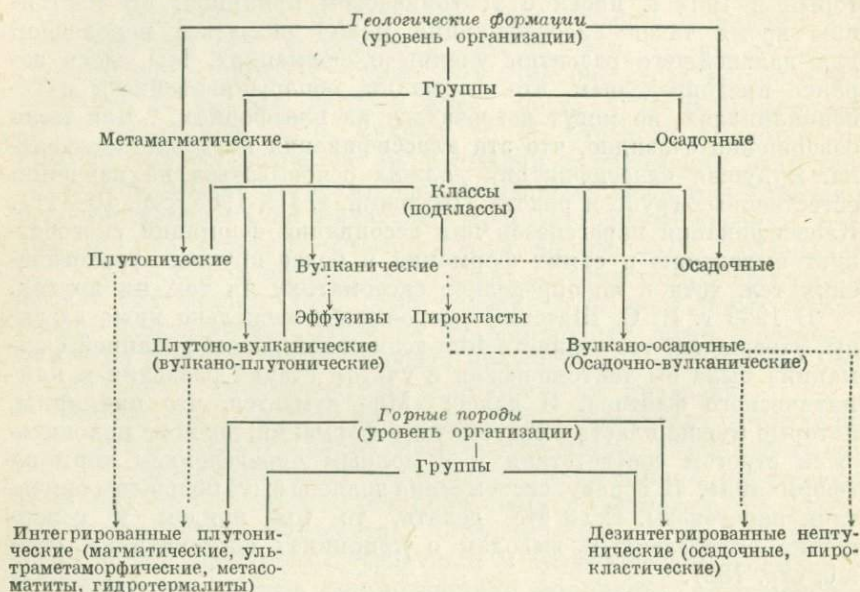 Геологические формации
(уровень организации)
Группы
Метамагматические
Осадочные
Классы
(подклассы)
Плутонические
Вулканические
Осадочные
Эффузивы
Пирокласты
Плутоно-вулканические
(вулкано-плутонические)
Вулкано-осадочные
(Осадочно-вулканические)
Горные породы
(уровень организации)
Группы
Интегрированные плутони-
ческие (магматические, уль-
траметаморфические, метасо-
матиты, гидротермалиты)
Дезинтегрированные непту-
нические (осадочные, пиро-
кластические)